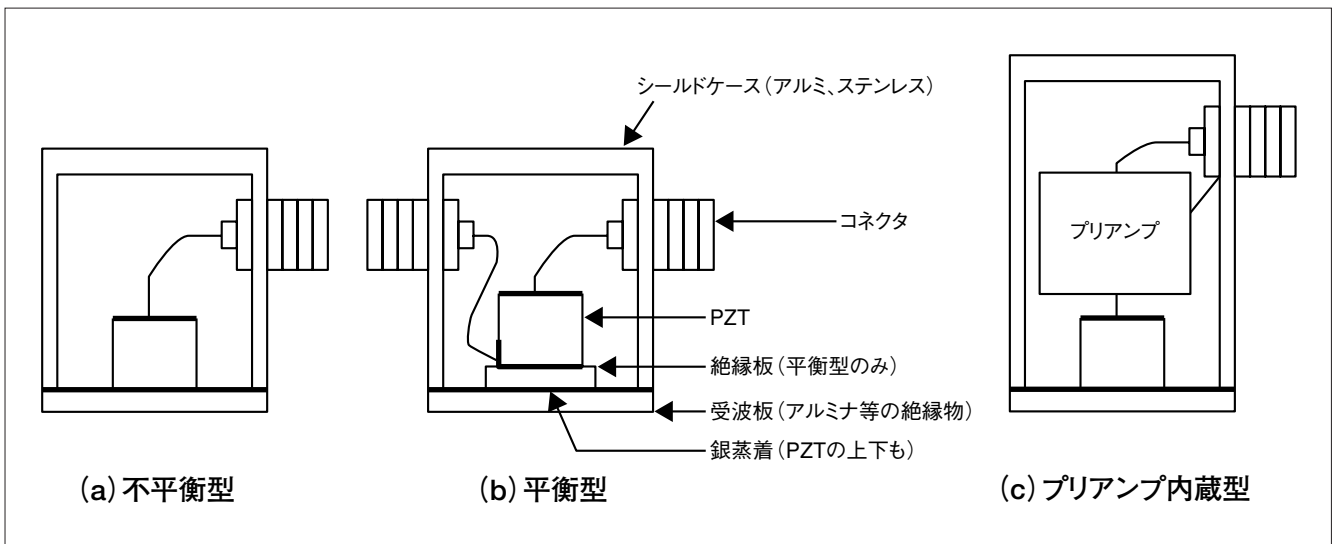 シールドケース（アルミ、ステンレス）
コネクタ
プリアンプ
PZT
絶縁板（平衡型のみ）
受波板（アルミナ等の絶縁物）
銀蒸着（PZTの上下も）
（a）不平衡型
（b）平衡型
（c）プリアンプ内蔵型